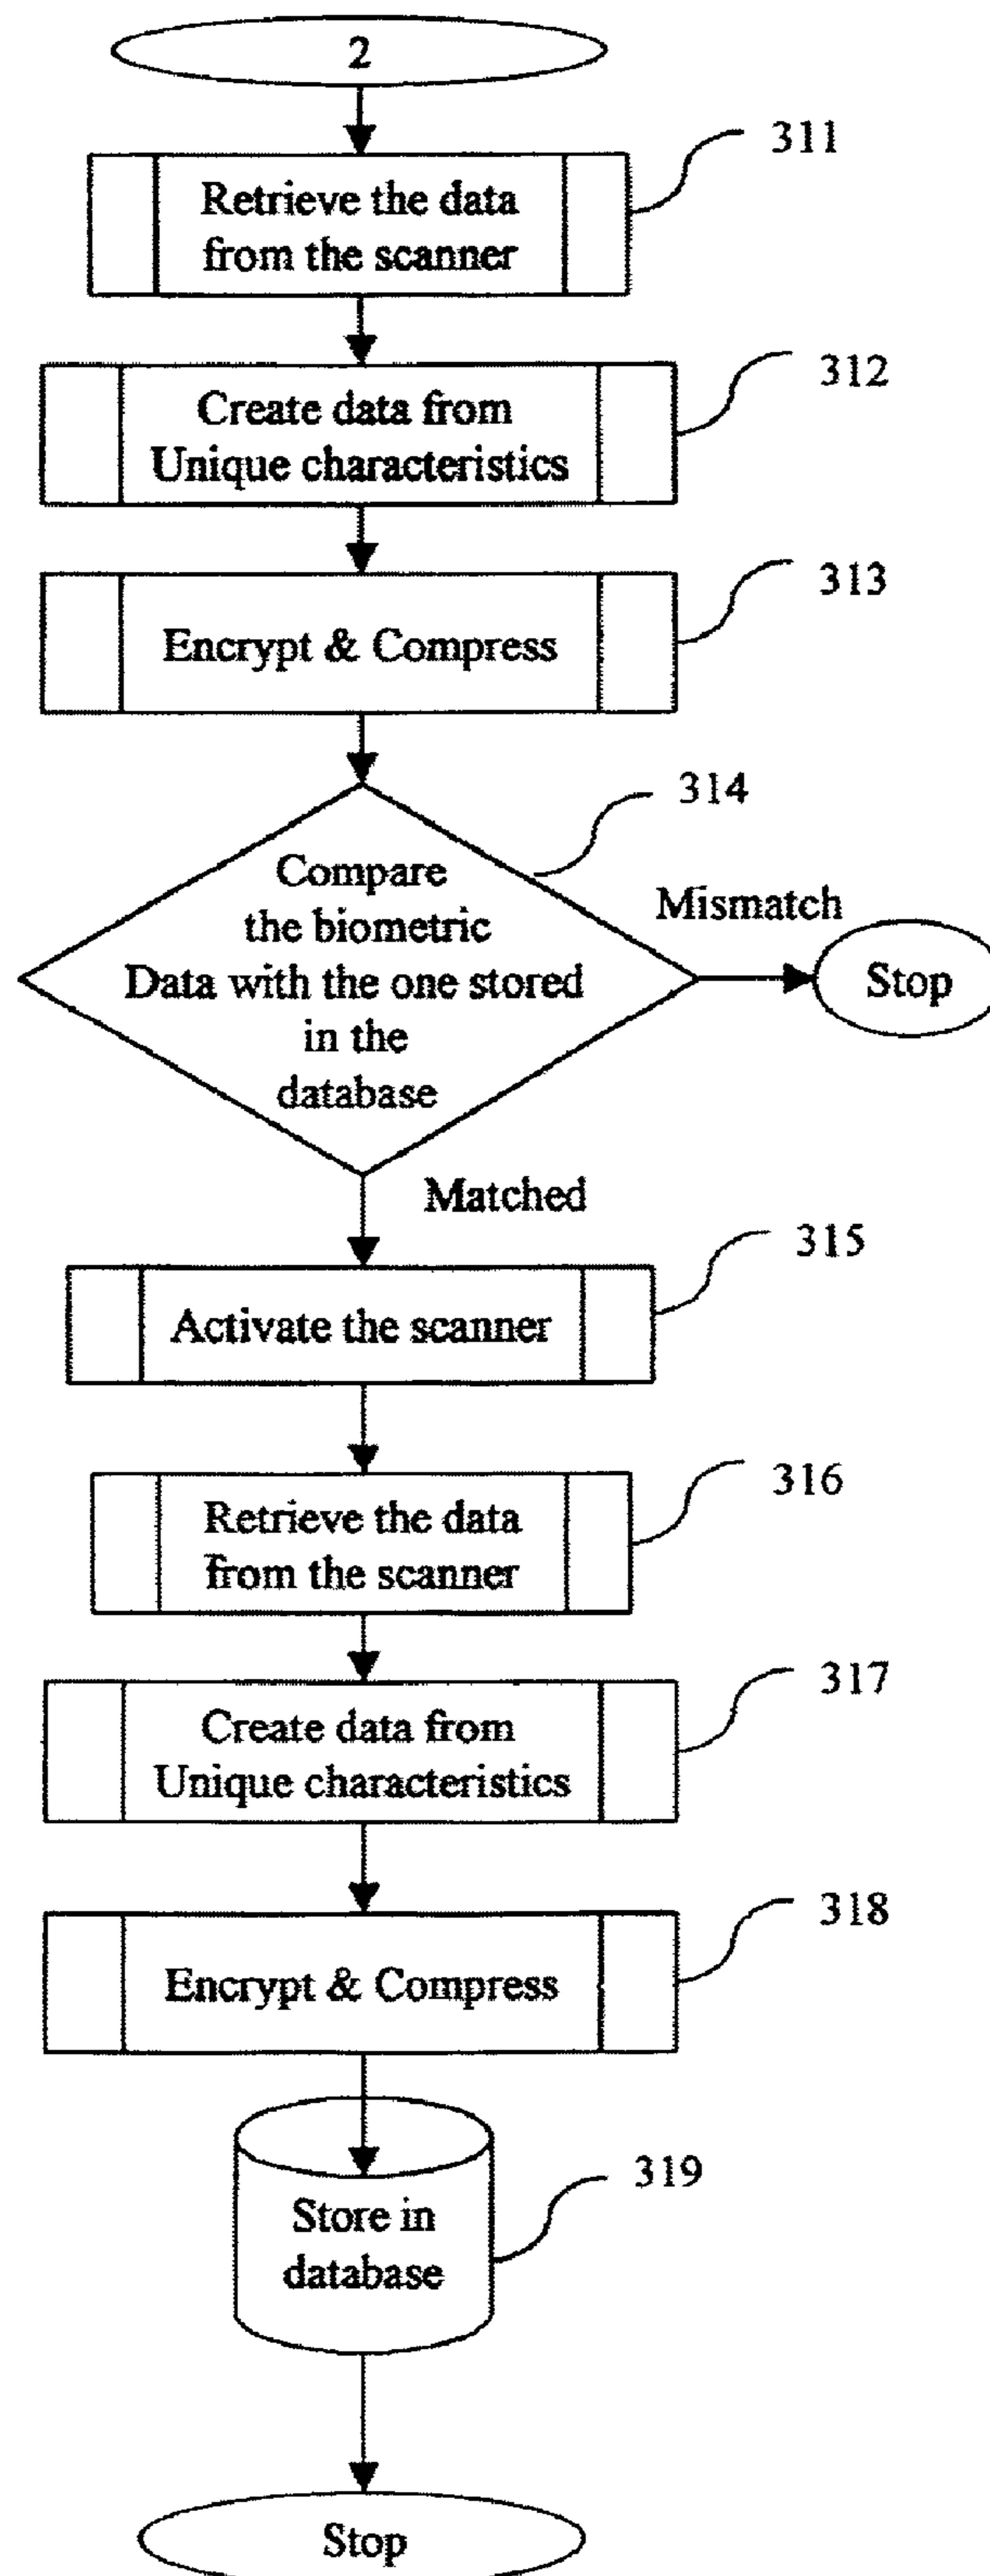 2
311
Retrieve the data
from the scanner
312
Create data from
Unique characteristics
313
Encrypt & Compress
314
Compare
the biometric
Data with the one stored
in the
database
Mismatch
Stop
Matched
315
Activate the scanner
316
Retrieve the data
from the scanner
317
Create data from
Unique characteristics
318
Encrypt & Compress
319
Store in
database
Stop